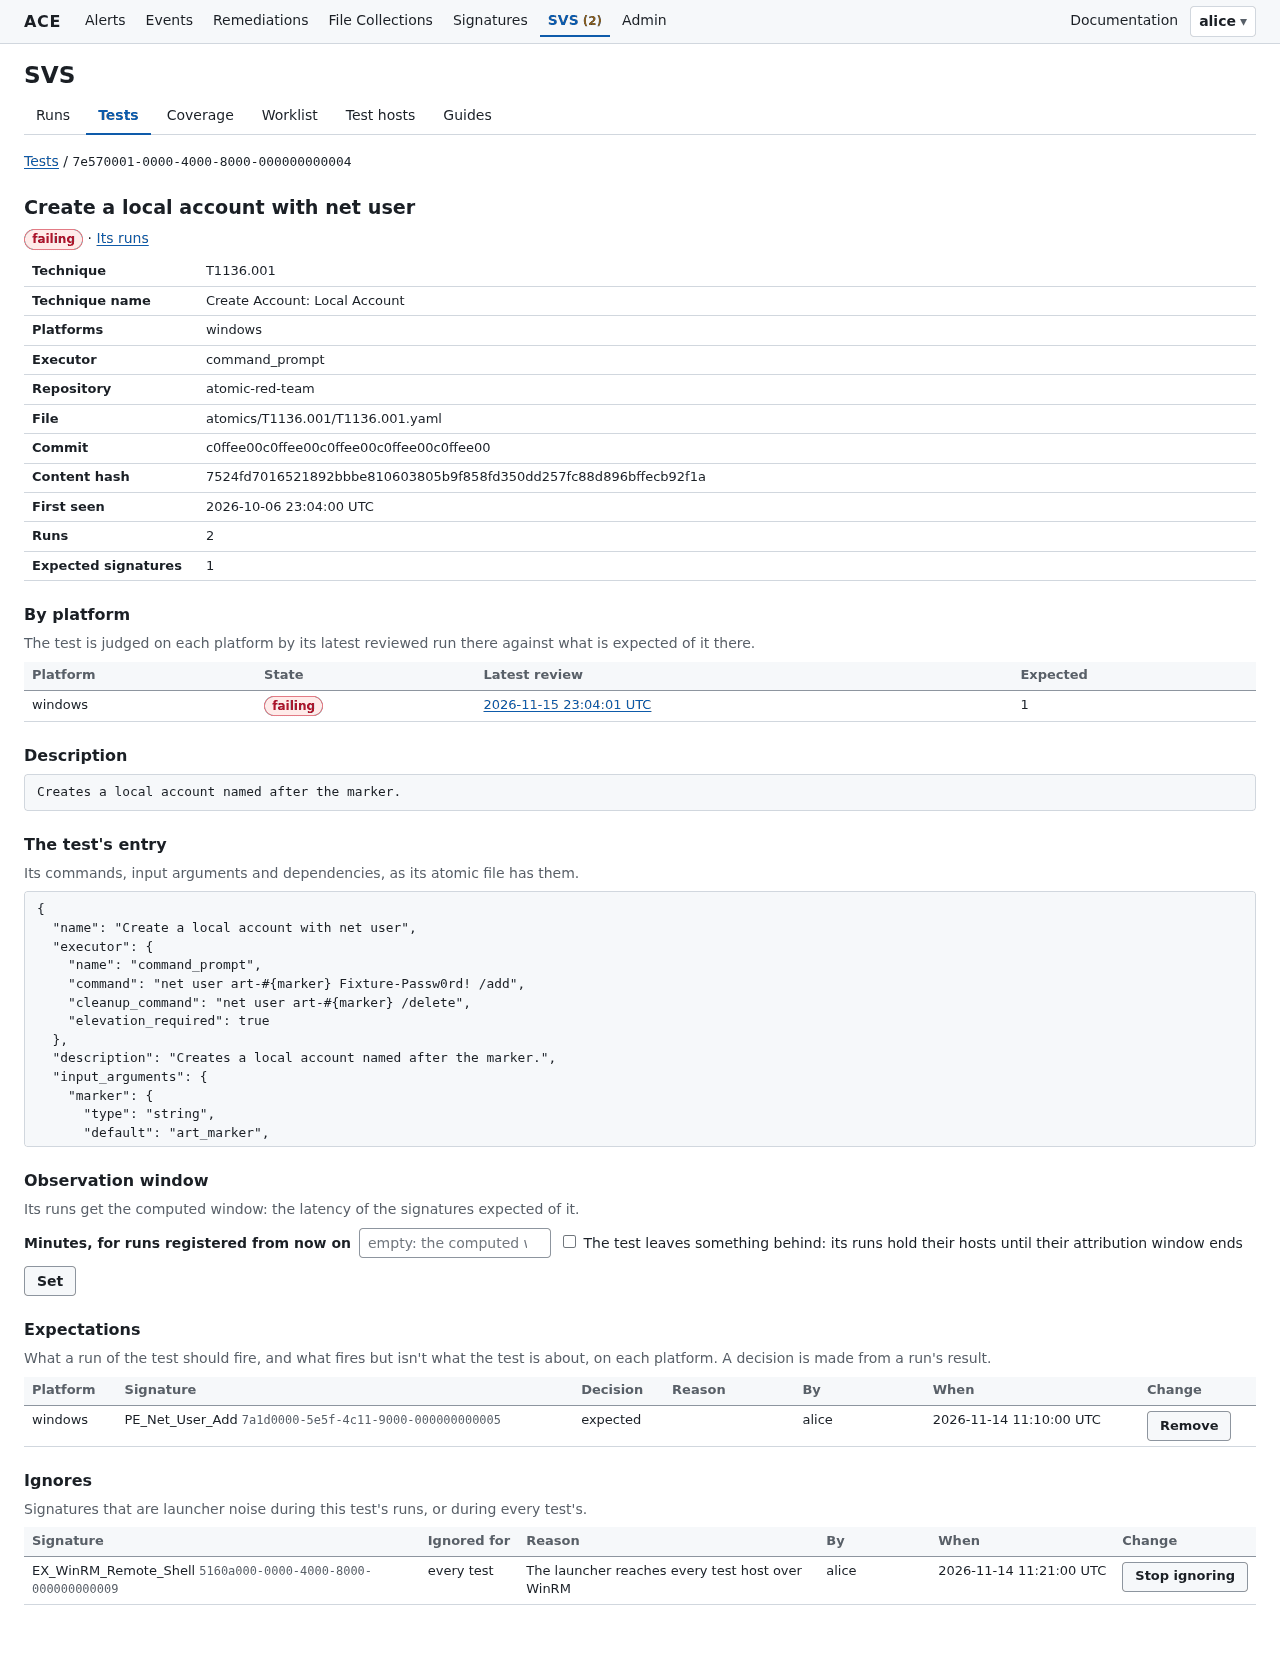 ACE Alerts Events Remediations File Collections Signatures SVS (2) Admin Documentation alice ▾
SVS
Runs Tests Coverage Worklist Test hosts Guides
Tests / 7e570001-0000-4000-8000-000000000004
Create a local account with net user
failing · Its runs
Technique T1136.001
Technique name Create Account: Local Account
Platforms windows
Executor command_prompt
Repository atomic-red-team
File atomics/T1136.001/T1136.001.yaml
Commit c0ffee00c0ffee00c0ffee00c0ffee00c0ffee00
Content hash 7524fd7016521892bbbe810603805b9f858fd350dd257fc88d896bffecb92f1a
First seen 2026-10-06 23:04:00 UTC
Runs 2
Expected signatures 1
By platform
The test is judged on each platform by its latest reviewed run there against what is expected of it there.
Platform State Latest review Expected
windows failing 2026-11-15 23:04:01 UTC 1
Description
Creates a local account named after the marker.
The test's entry
Its commands, input arguments and dependencies, as its atomic file has them.
{
"name": "Create a local account with net user",
"executor": {
"name": "command_prompt",
"command": "net user art-#{marker} Fixture-Passw0rd! /add",
"cleanup_command": "net user art-#{marker} /delete",
"elevation_required": true
},
"description": "Creates a local account named after the marker.",
"input_arguments": {
"marker": {
"type": "string",
"default": "art_marker",
Observation window
Its runs get the computed window: the latency of the signatures expected of it.
Minutes, for runs registered from now on empty: the computed The test leaves something behind: its runs hold their hosts until their attribution window ends
Set
Expectations
What a run of the test should fire, and what fires but isn't what the test is about, on each platform. A decision is made from a run's result.
Platform Signature Decision Reason By When Change
windows PE_Net_User_Add 7a1d0000-5e5f-4c11-9000-000000000005 expected alice 2026-11-14 11:10:00 UTC Remove
Ignores
Signatures that are launcher noise during this test's runs, or during every test's.
Signature Ignored for Reason By When Change
EX_WinRM_Remote_Shell 5160a000-0000-4000-8000- every test The launcher reaches every test host over alice 2026-11-14 11:21:00 UTC Stop ignoring
000000000009 WinRM